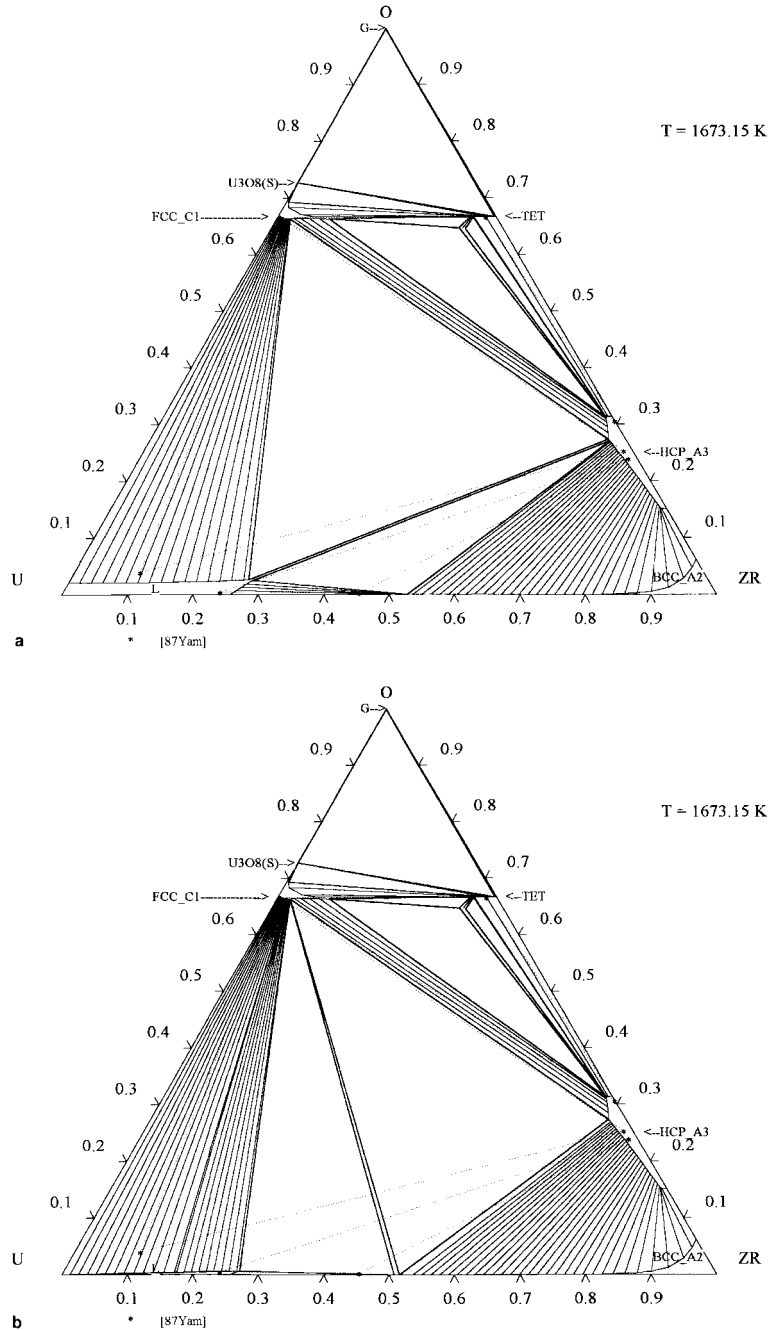 O
G-->
0.9 0.9
T = 1673.15 K
0.8 0.8
U3O8(S)--> 0.7
FCC_C1--------------> <--TET
0.6 0.6
0.5 0.5
0.4 0.4
0.3 0.3
<--HCP_A3
0.2 0.2
0.1 0.1
U L BCC_A2 ZR
0.1 0.2 0.3 0.4 0.5 0.6 0.7 0.8 0.9
a * [87Yam]
O
G-->
0.9 0.9
T = 1673.15 K
0.8 0.8
U3O8(S)--> 0.7
FCC_C1--------------> <--TET
0.6 0.6
0.5 0.5
0.4 0.4
0.3 0.3
<--HCP_A3
0.2 0.2
0.1 0.1
U L BCC_A2 ZR
0.1 0.2 0.3 0.4 0.5 0.6 0.7 0.8 0.9
b * [87Yam]